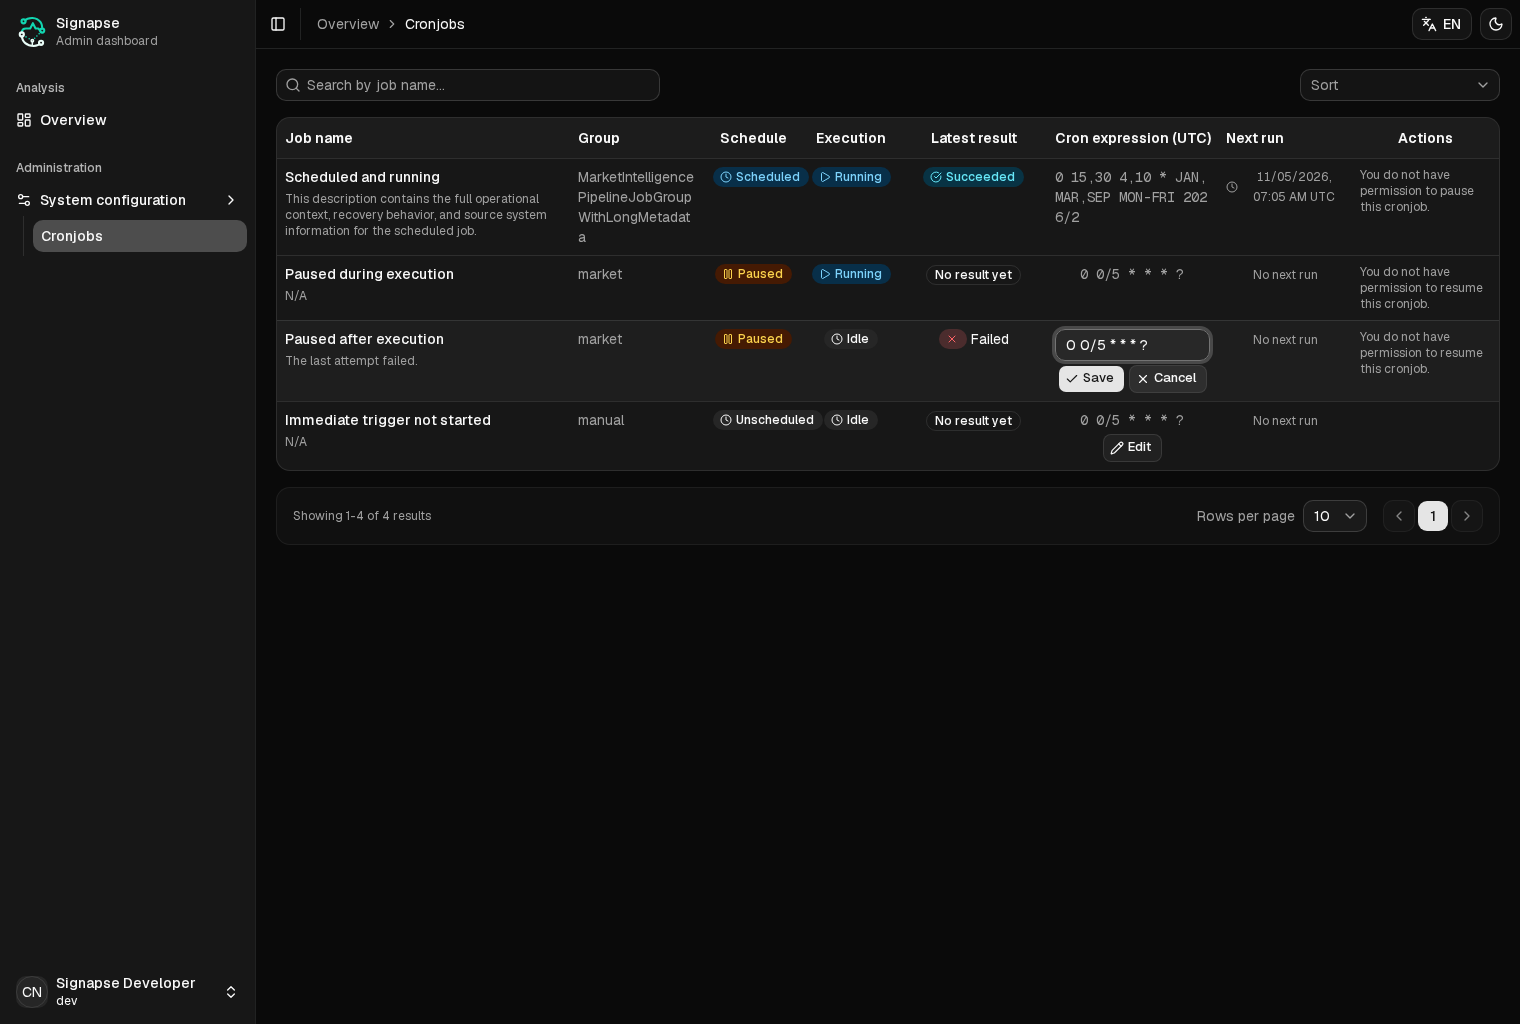 Signapse
Admin dashboard
Analysis
Overview
Administration
System configuration
Cronjobs
CN
Signapse Developer
dev
Overview
Cronjobs
EN
Search by job name...
Sort
Job name
Group
Schedule
Execution
Latest result
Cron expression (UTC)
Next run
Actions
Scheduled and running
This description contains the full operational
context, recovery behavior, and source system
information for the scheduled job.
MarketIntelligence
PipelineJobGroup
WithLongMetadat
a
Scheduled
Running
Succeeded
0 15,30 4,10 * JAN,
MAR,SEP MON-FRI 202
6/2
11/05/2026,
07:05 AM UTC
You do not have
permission to pause
this cronjob.
Paused during execution
N/A
market
Paused
Running
No result yet
0 0/5 * * * ?
No next run
You do not have
permission to resume
this cronjob.
Paused after execution
The last attempt failed.
market
Paused
Idle
Failed
0 0/5 * * * ?
Save
Cancel
No next run
You do not have
permission to resume
this cronjob.
Immediate trigger not started
N/A
manual
Unscheduled
Idle
No result yet
0 0/5 * * * ?
Edit
No next run
Showing 1-4 of 4 results
Rows per page
10
1